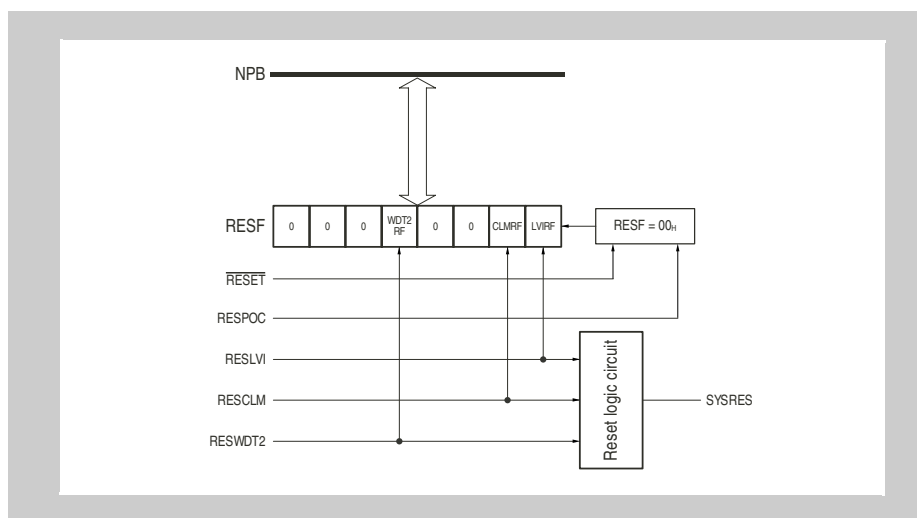 NPB
RESF 0 0 0 WDT2 RF 0 0 CLMRF LVIRF RESF = 00H
RESET
RESPOC
RESLVI
RESCLM
RESWDT2
Reset logic circuit
SYSRES